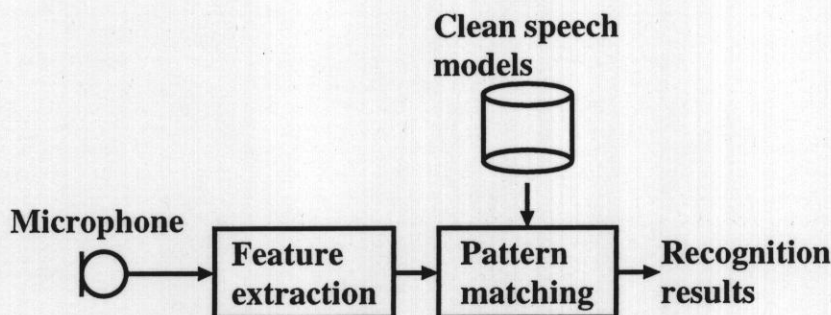 Clean speech
models
Microphone
Feature
extraction
Pattern
matching
Recognition
results